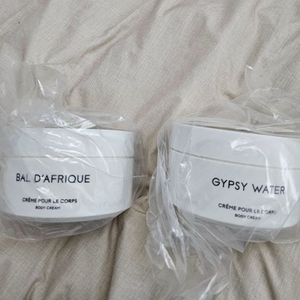 BAL D'AFRIQUE
CRÈME POUR LE CORPS
BODY CREAM
GYPSY WATER
CRÈME POUR LE CORPS
BODY CREAM